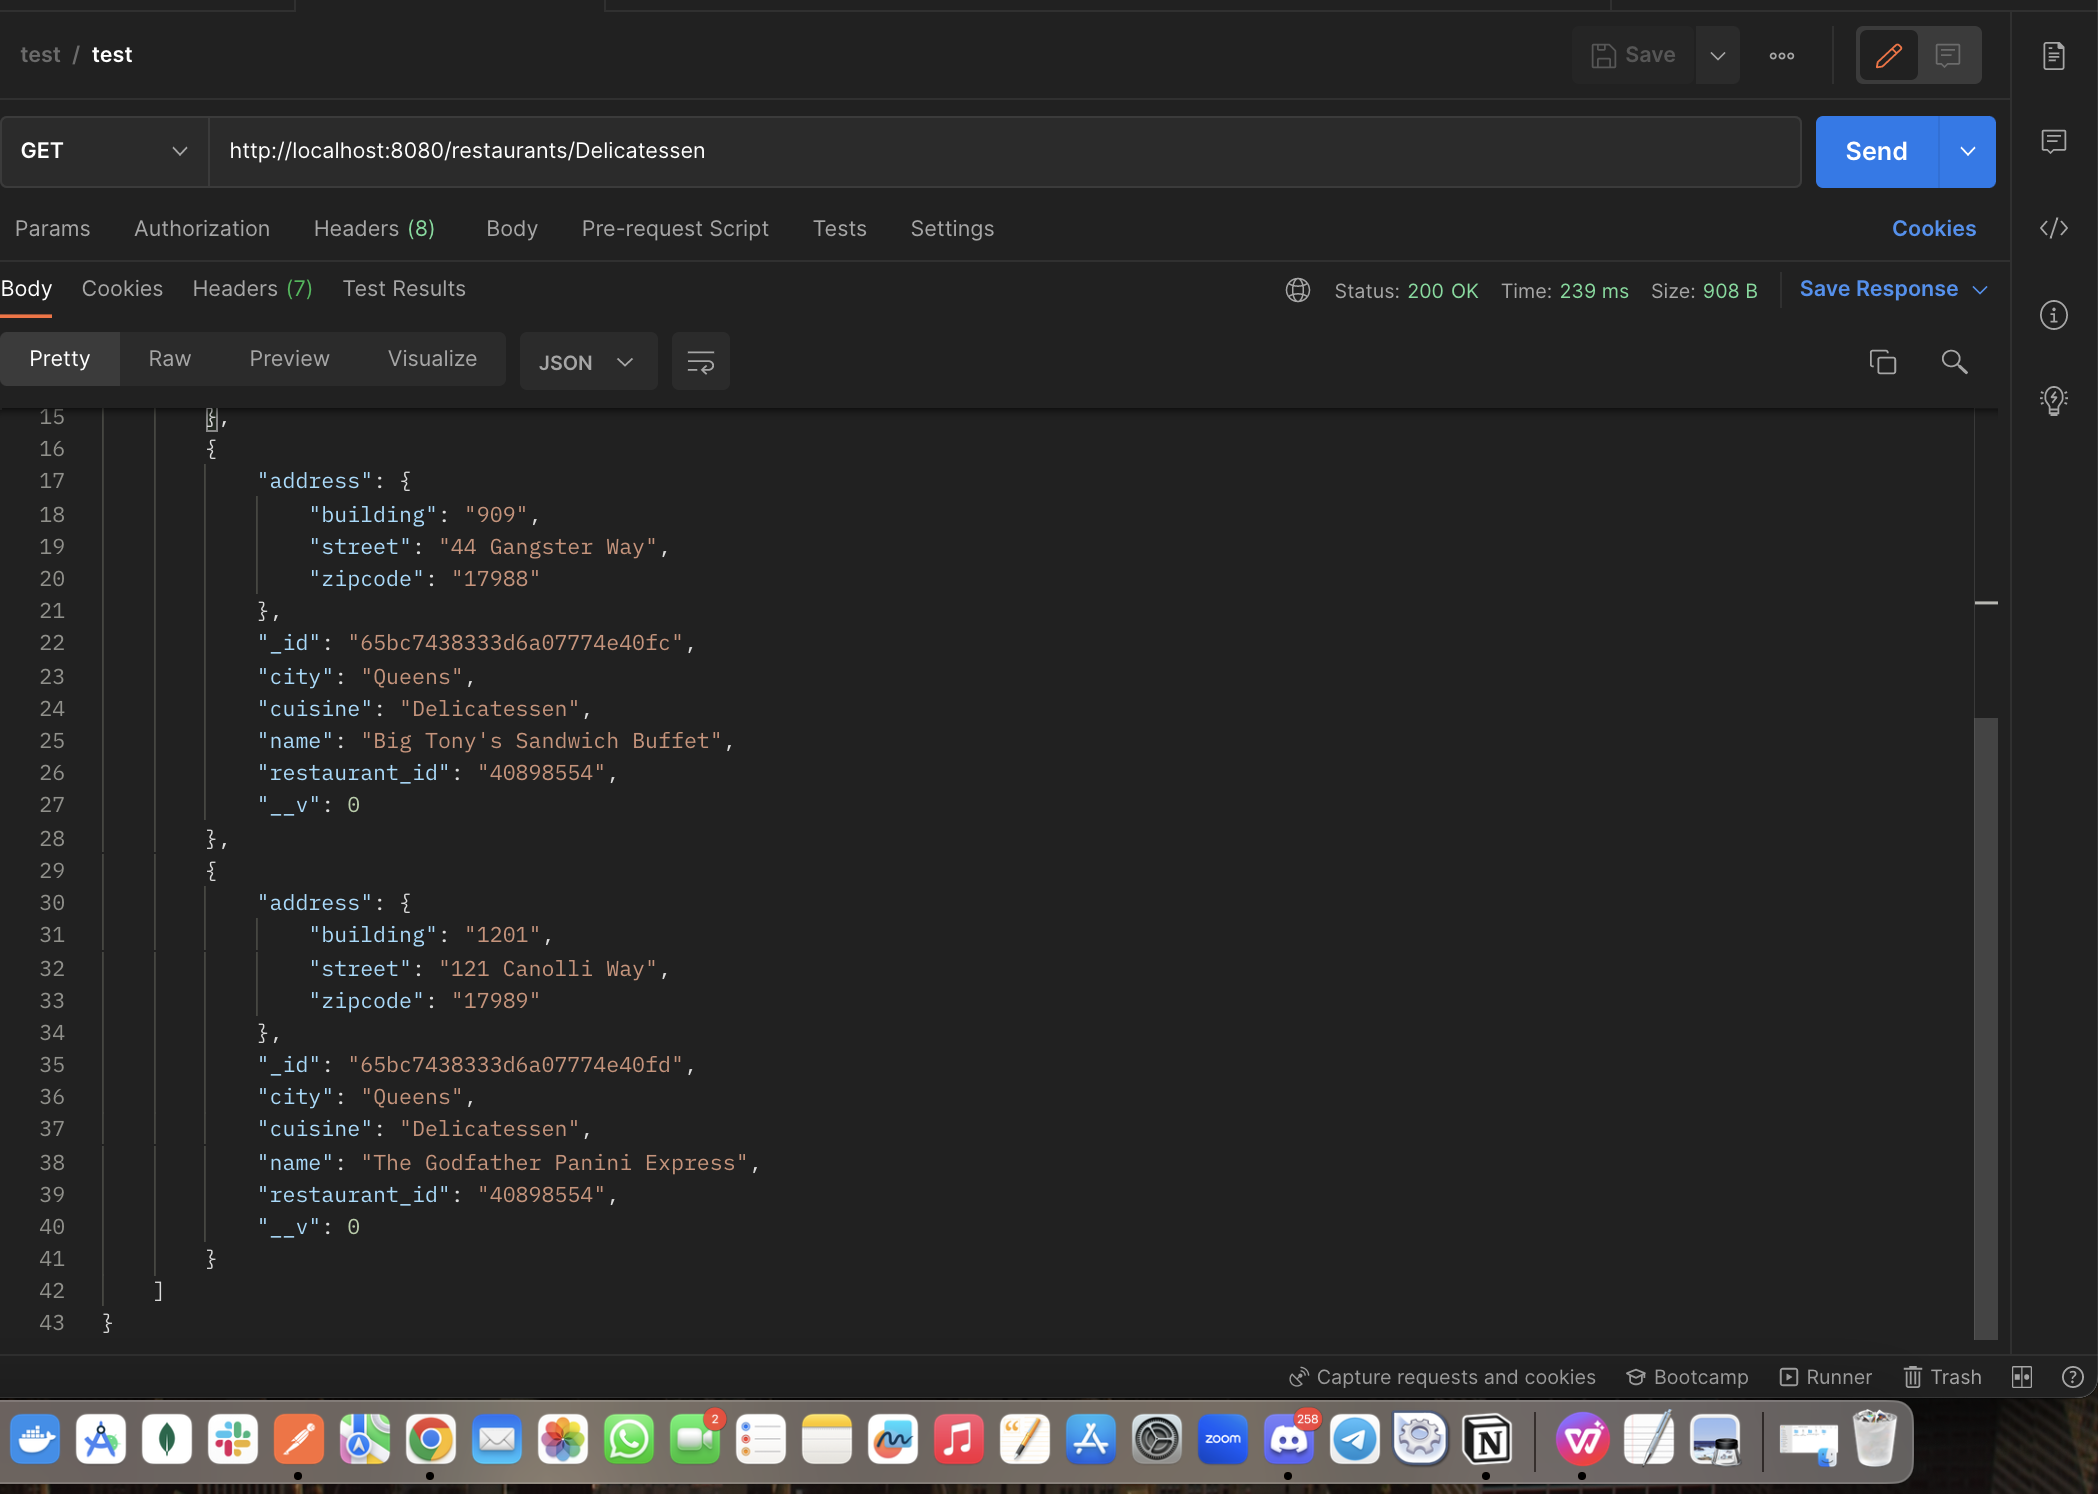 test / test
Save
GET
http://localhost:8080/restaurants/Delicatessen
Send
Params Authorization Headers (8) Body Pre-request Script Tests Settings Cookies
Body Cookies Headers (7) Test Results Status: 200 OK Time: 239 ms Size: 908 B Save Response
Pretty Raw Preview Visualize JSON
15 },
16 {
17 "address": {
18 "building": "909",
19 "street": "44 Gangster Way",
20 "zipcode": "17988"
21 },
22 "_id": "65bc7438333d6a07774e40fc",
23 "city": "Queens",
24 "cuisine": "Delicatessen",
25 "name": "Big Tony's Sandwich Buffet",
26 "restaurant_id": "40898554",
27 "__v": 0
28 },
29 {
30 "address": {
31 "building": "1201",
32 "street": "121 Canolli Way",
33 "zipcode": "17989"
34 },
35 "_id": "65bc7438333d6a07774e40fd",
36 "city": "Queens",
37 "cuisine": "Delicatessen",
38 "name": "The Godfather Panini Express",
39 "restaurant_id": "40898554",
40 "__v": 0
41 }
42 ]
43 }
Capture requests and cookies Bootcamp Runner Trash
2 zoom 258